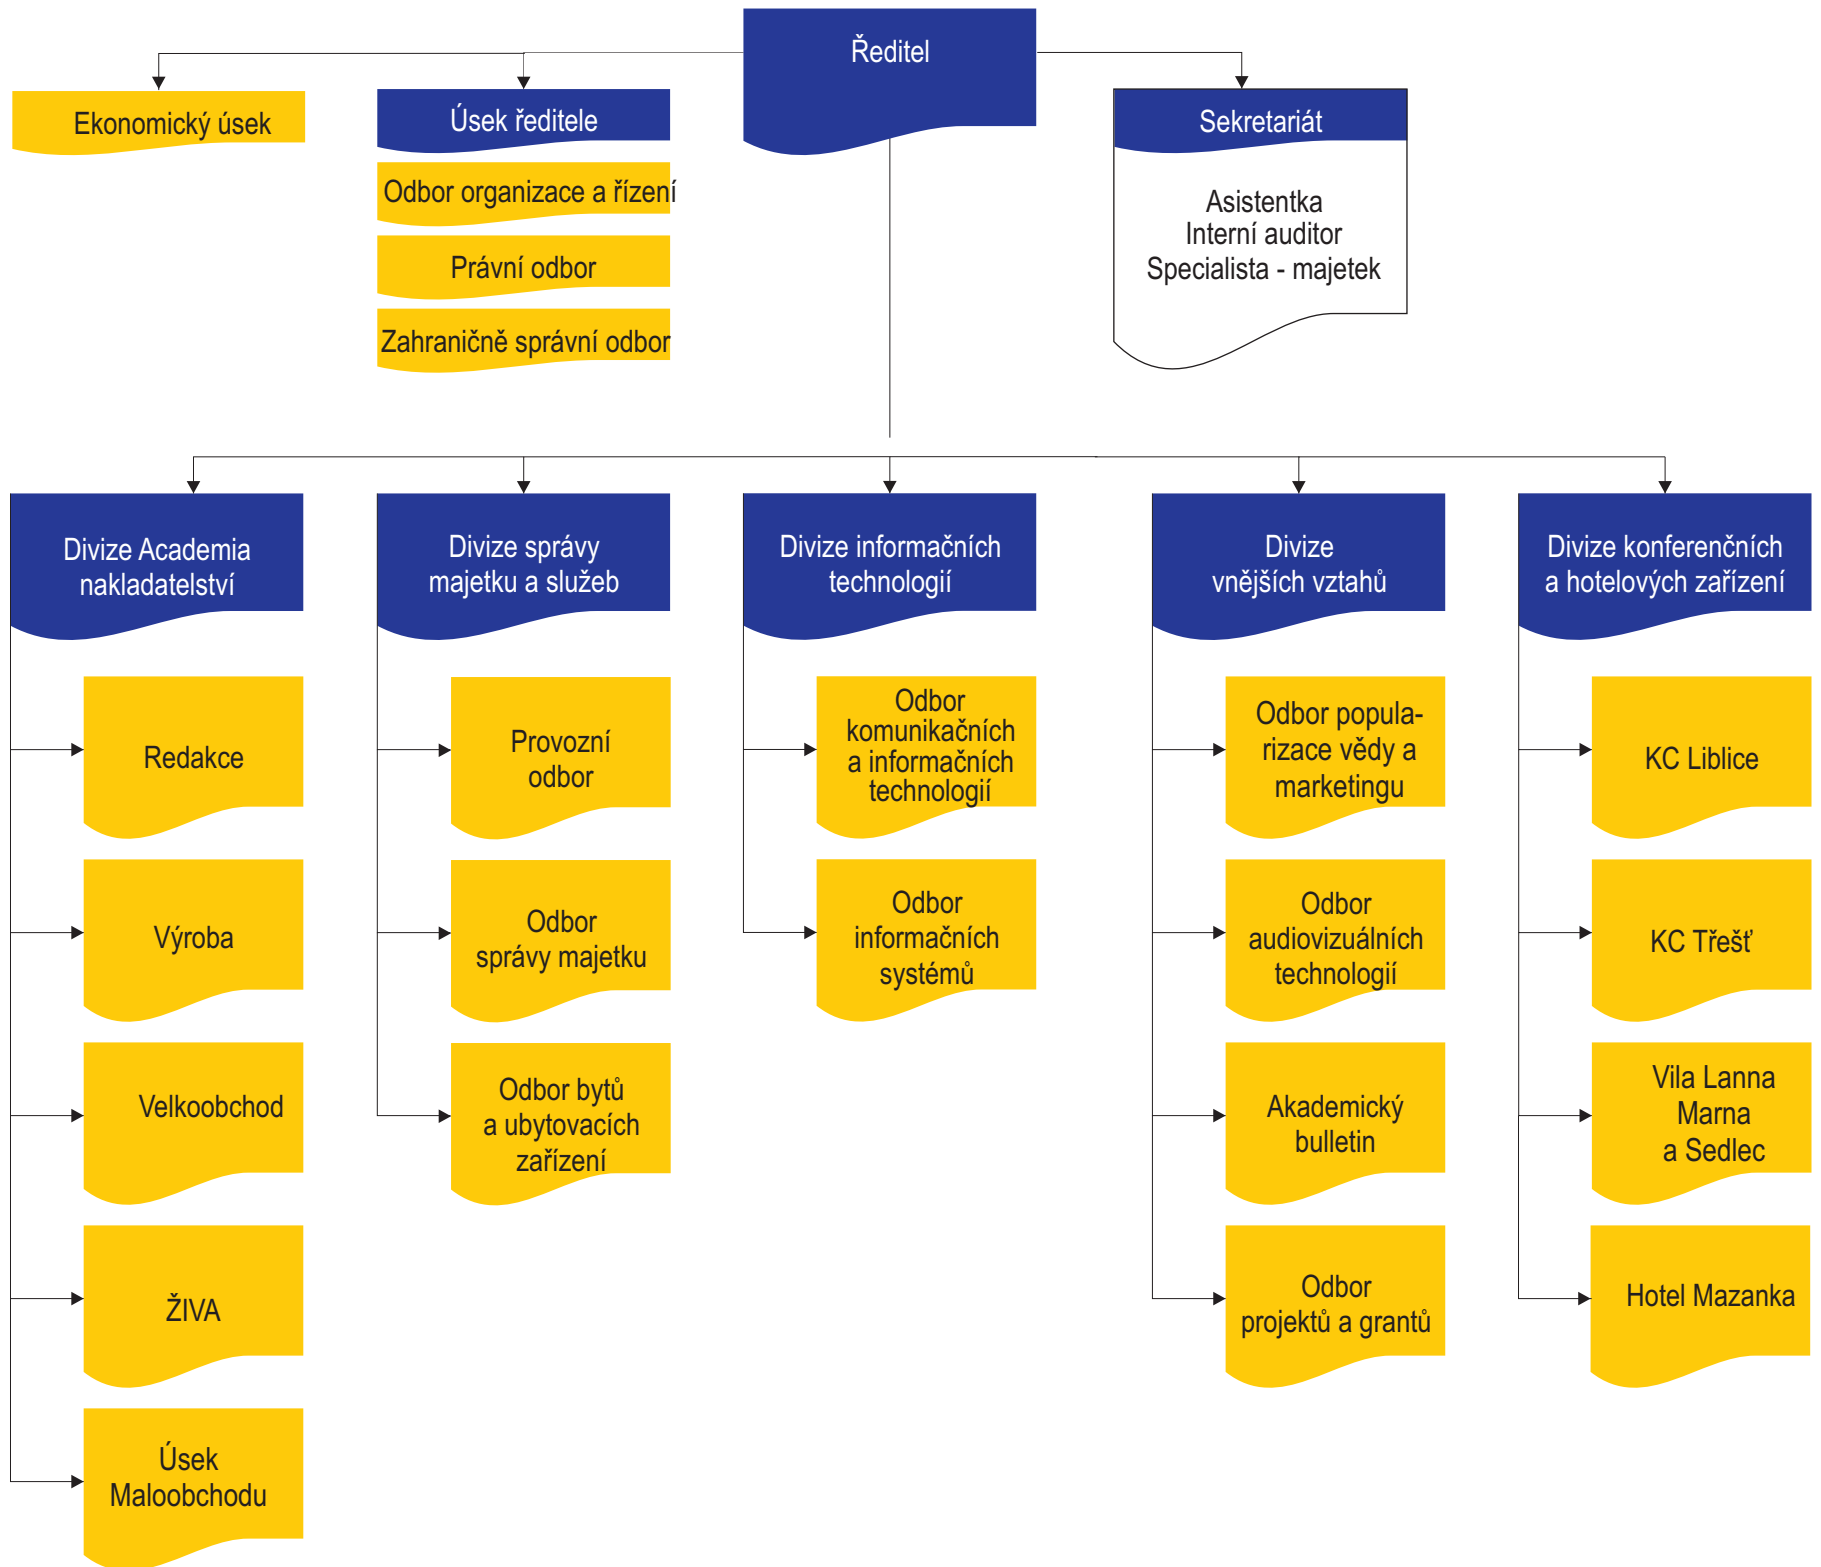 Ředitel
Ekonomický úsek
Úsek ředitele
Odbor organizace a řízení
Právní odbor
Zahraničně správní odbor
Sekretariát
Asistentka
Interní auditor
Specialista - majetek
Divize Academia
nakladatelství
Redakce
Výroba
Velkoobchod
ŽIVA
Úsek
Maloobchodu
Divize správy
majetku a služeb
Provozní
odbor
Odbor
správy majetku
Odbor bytů
a ubytovacích
zařízení
Divize informačních
technologií
Odbor
komunikačních
a informačních
technologií
Odbor
informačních
systémů
Divize
vnějších vztahů
Odbor popula-
rizace vědy a
marketingu
Odbor
audiovizuálních
technologií
Akademický
bulletin
Odbor
projektů a grantů
Divize konferenčních
a hotelových zařízení
KC Liblice
KC Třešť
Vila Lanna
Marna
a Sedlec
Hotel Mazanka